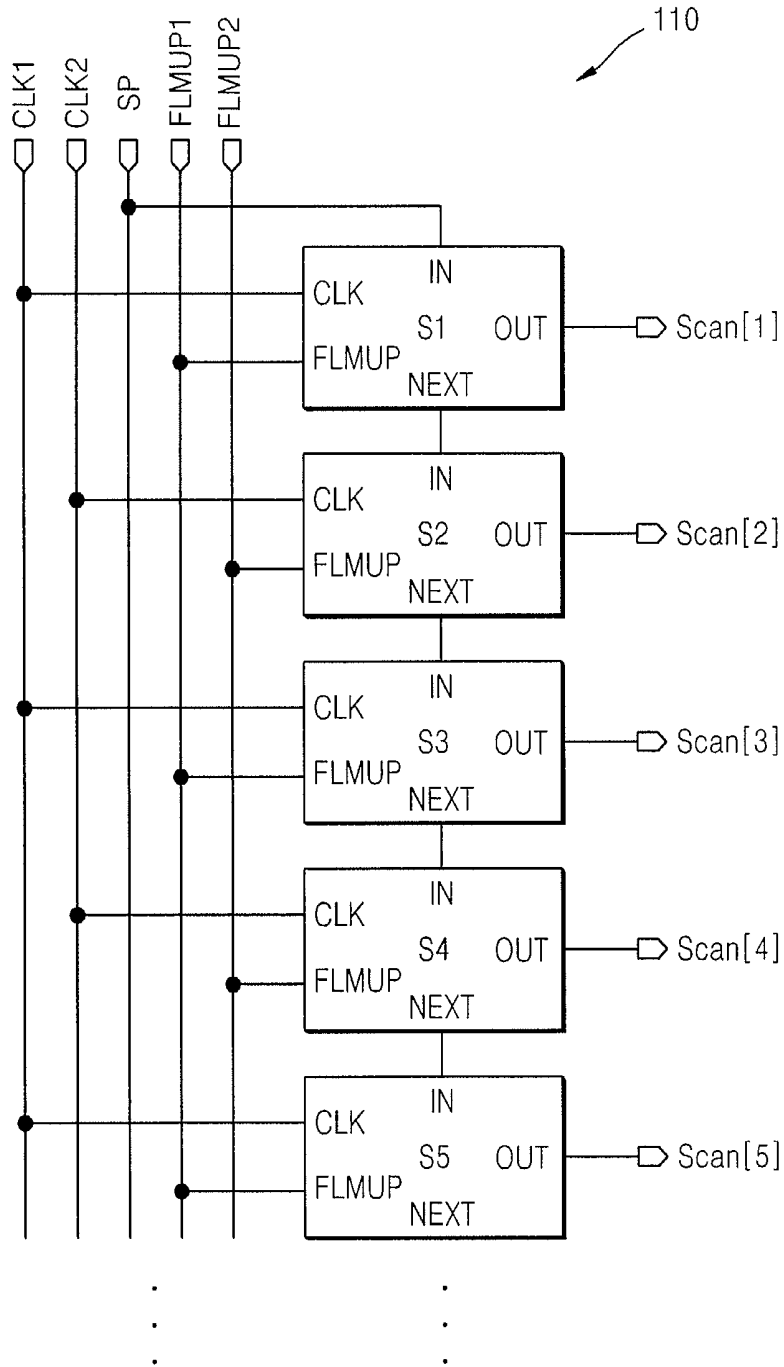 110
CLK1
CLK2
SP
FLMUP1
FLMUP2
IN
CLK
S1 OUT
Scan[1]
FLMUP
NEXT
IN
CLK
S2 OUT
Scan[2]
FLMUP
NEXT
IN
CLK
S3 OUT
Scan[3]
FLMUP
NEXT
IN
CLK
S4 OUT
Scan[4]
FLMUP
NEXT
IN
CLK
S5 OUT
Scan[5]
FLMUP
NEXT